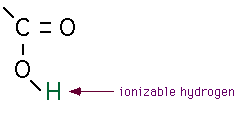 C = O
O
H ionizable hydrogen